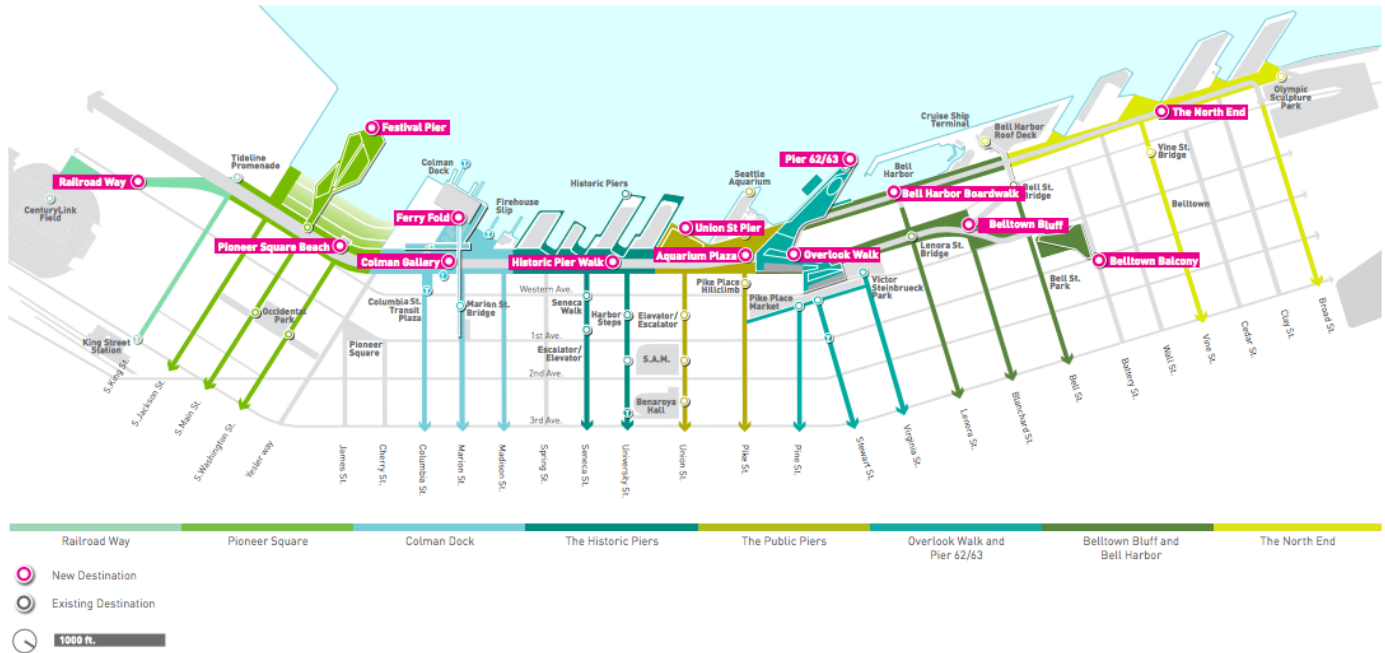 Festival Pier
Tideline
Promenade
Railroad Way
CenturyLink
Field
Pioneer Square Beach
Colman
Dock
Ferry Fold
Firehouse
Slip
Colman Gallery
Historic Piers
Historic Pier Walk
Seattle
Aquarium
Union St Pier
Aquarium Plaza
Pier 62/63
Overlook Walk
Cruise Ship
Terminal
Bell Harbor
Roof Deck
Bell
Harbor
Bell Harbor Boardwalk
Bell St.
Bridge
Belltown Bluff
Belltown Balcony
Lenora St.
Bridge
Bell St.
Park
Victor
Steinbrueck
Park
The North End
Vine St.
Bridge
Belltown
Olympic
Sculpture
Park
King Street
Station
Occidental
Park
Pioneer
Square
Columbia St.
Transit
Plaza
Marion St.
Bridge
Western Ave.
Seneca
Walk
Harbor
Steps
1st Ave.
Escalator/
Elevator
2nd Ave.
3rd Ave.
Elevator/
Escalator
S.A.M.
Benaroya
Hall
Pike Place
Hillclimb
Pike Place
Market
S.King St.
S.Jackson St.
S.Main St.
S.Washington St.
Yesler way
James St.
Cherry St.
Columbia St.
Marion St.
Madison St.
Spring St.
Seneca St.
University St.
Union St.
Pike St.
Pine St.
Stewart St.
Virginia St.
Lenora St.
Blanchard St.
Bell St.
Battery St.
Wall St.
Vine St.
Cedar St.
Clay St.
Broad St.
Railroad Way
Pioneer Square
Colman Dock
The Historic Piers
The Public Piers
Overlook Walk and
Pier 62/63
Belltown Bluff and
Bell Harbor
The North End
New Destination
Existing Destination
1000 ft.